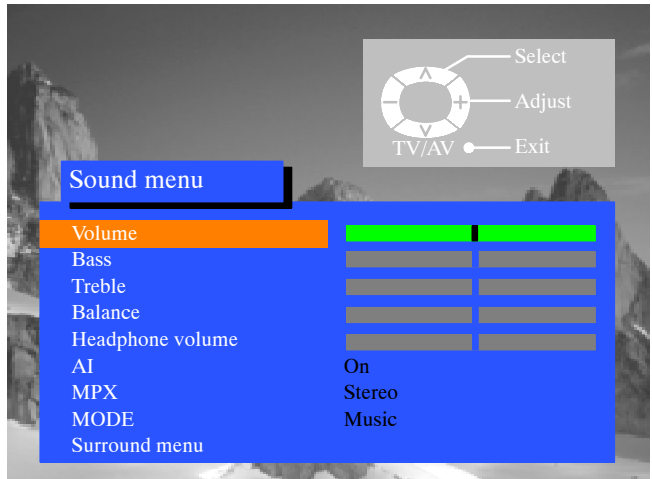 Select
Adjust
TV/AV Exit
Sound menu
Volume
Bass
Treble
Balance
Headphone volume
AI On
MPX Stereo
MODE Music
Surround menu